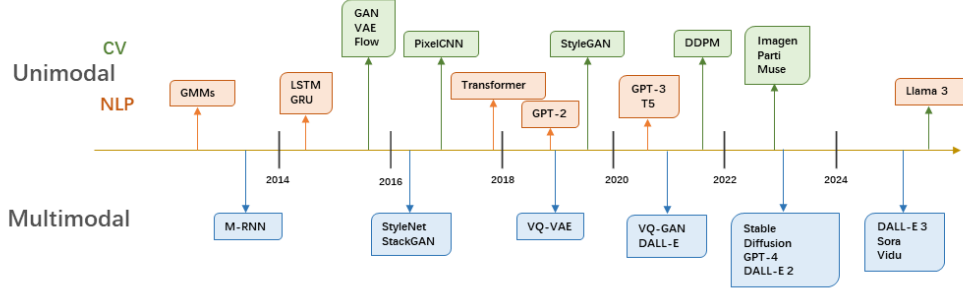 CV
Unimodal
NLP
GMMs
LSTM
GRU
GAN
VAE
Flow
PixelCNN
Transformer
GPT-2
StyleGAN
GPT-3
T5
DDPM
Imagen
Parti
Muse
Llama 3
2014
2016
2018
2020
2022
2024
Multimodal
M-RNN
StyleNet
StackGAN
VQ-VAE
VQ-GAN
DALL-E
Stable
Diffusion
GPT-4
DALL-E 2
DALL-E 3
Sora
Vidu